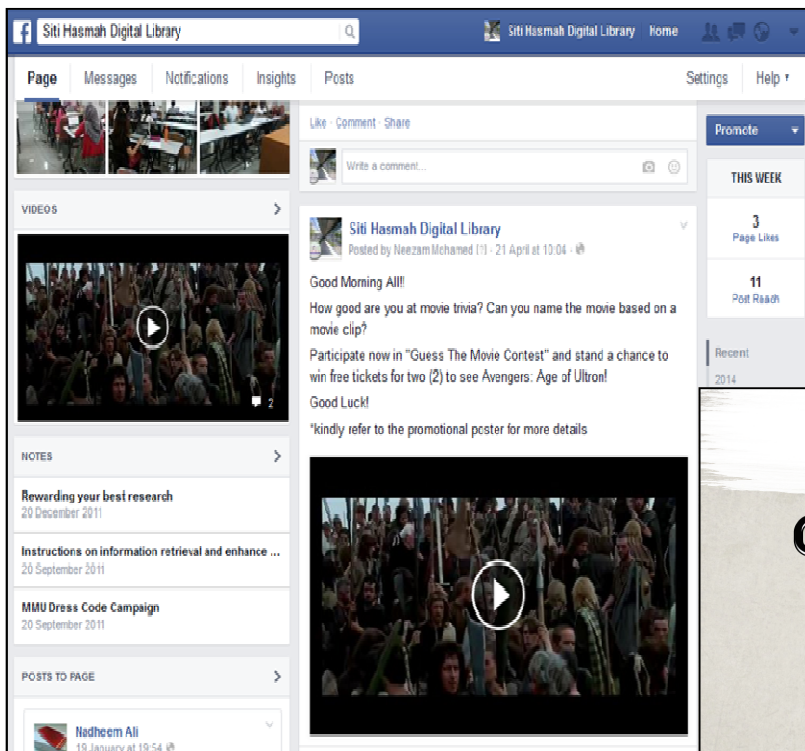 Siti Hasmah Digital Library
Siti Hasmah Digital Library Home
Page Messages Notifications Insights Posts Settings Help
VIDEOS
2
NOTES
Rewarding your best research
20 December 2011
Instructions on information retrieval and enhance ...
20 September 2011
MMU Dress Code Campaign
20 September 2011
POSTS TO PAGE
Nadheem Ali
19 January at 19:54
Like · Comment · Share
Write a comment...
Siti Hasmah Digital Library
Posted by Neezam Mohamed [?] · 21 April at 10:04 ·
Good Morning All!!
How good are you at movie trivia? Can you name the movie based on a
movie clip?
Participate now in "Guess The Movie Contest" and stand a chance to
win free tickets for two (2) to see Avengers: Age of Ultron!
Good Luck!
*kindly refer to the promotional poster for more details
Promote
THIS WEEK
3
Page Likes
11
Post Reach
Recent
2014